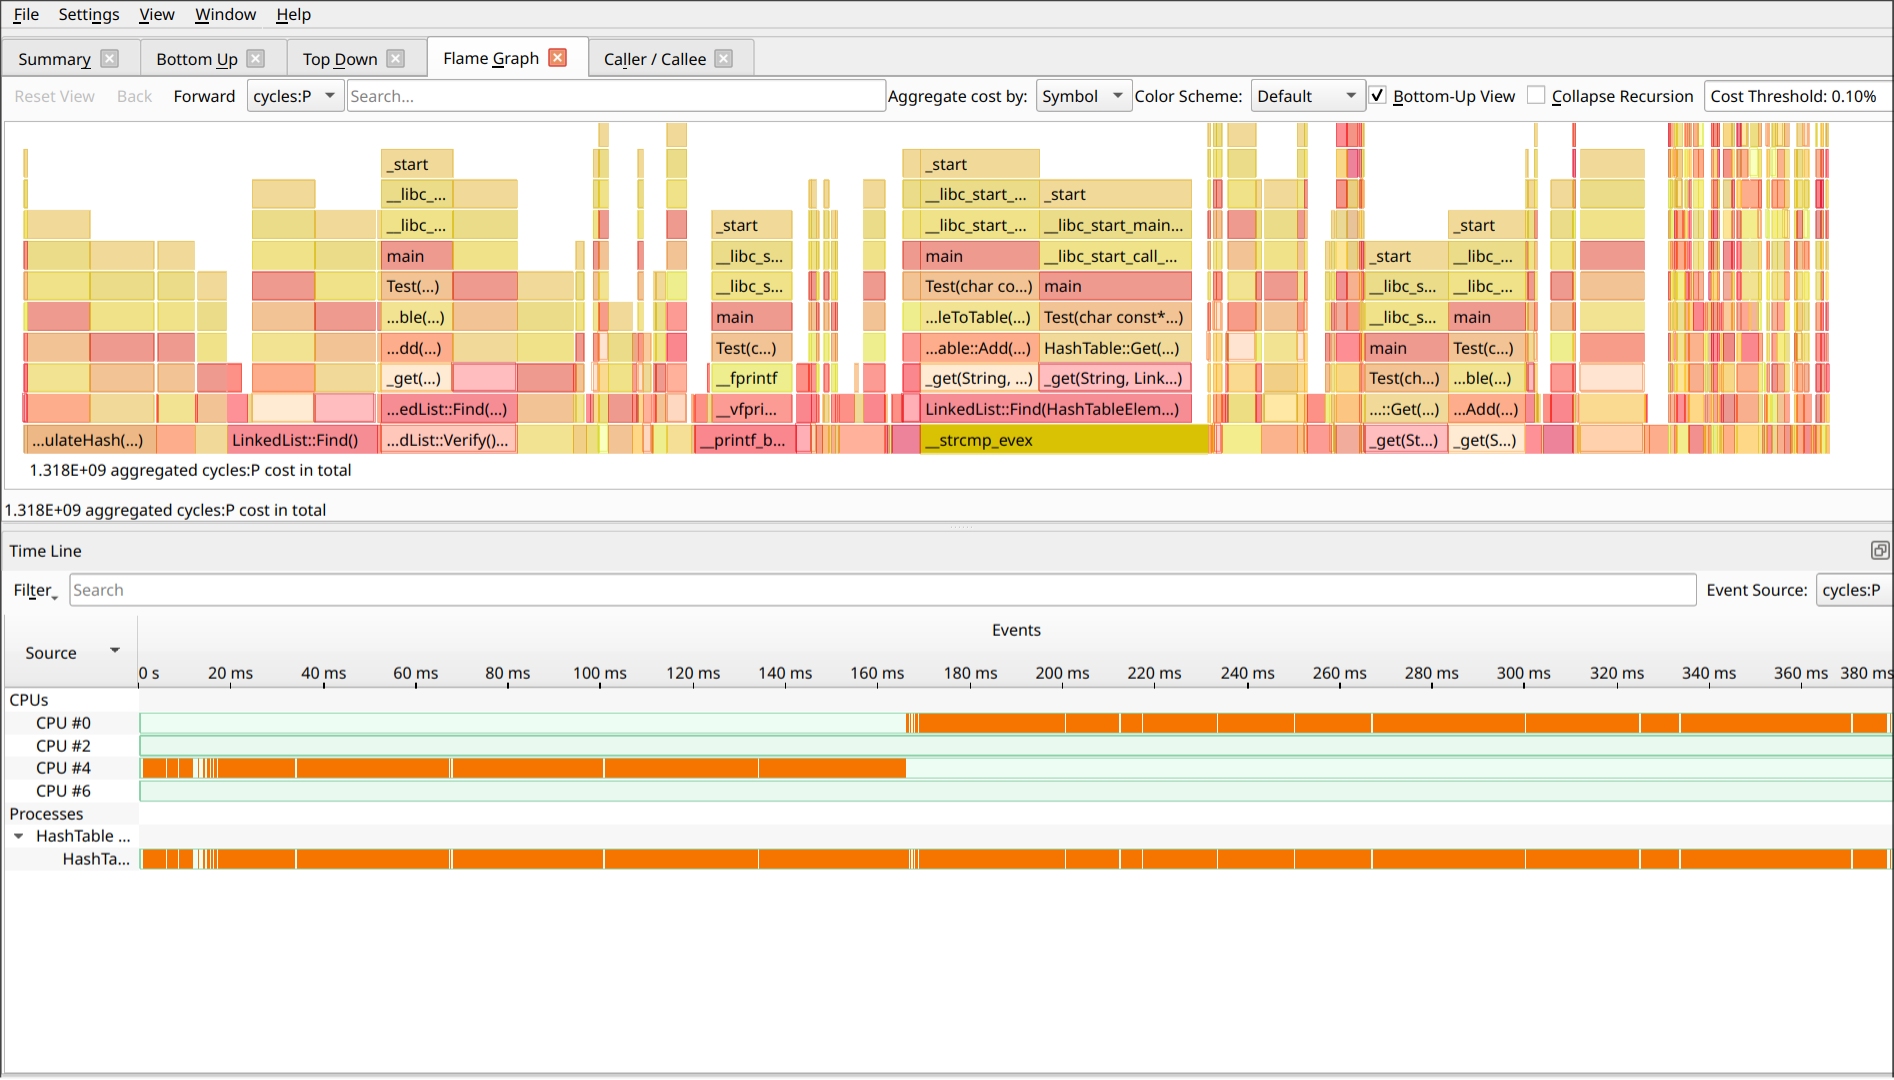 File Settings View Window Help
Summary Bottom Up Top Down Flame Graph Caller / Callee
Reset View Back Forward cycles:P Search... Aggregate cost by: Symbol Color Scheme: Default Bottom-Up View Collapse Recursion Cost Threshold: 0.10%
_start _start
__libc_... __libc_start_... _start
__libc_... _start __libc_start_... __libc_start_main... _start
main __libc_s... main __libc_start_call_... _start __libc_...
Test(...) __libc_s... Test(char co...) main __libc_s... __libc_...
...ble(...) main ...leToTable(...) Test(char const*...) __libc_s... main
...dd(...) Test(c...) ...able::Add(...) HashTable::Get(...) main Test(c...)
_get(...) __fprintf _get(String, ...) _get(String, Link...) Test(ch...) ...ble(...)
...edList::Find(...) __vfpri... LinkedList::Find(HashTableElem... ...::Get(...) ...Add(...)
...ulateHash(...) LinkedList::Find() ...dList::Verify()... __printf_b... __strcmp_evex _get(St...) _get(S...)
1.318E+09 aggregated cycles:P cost in total
1.318E+09 aggregated cycles:P cost in total
Time Line
Filter Search Event Source: cycles:P
Events
Source
0 s 20 ms 40 ms 60 ms 80 ms 100 ms 120 ms 140 ms 160 ms 180 ms 200 ms 220 ms 240 ms 260 ms 280 ms 300 ms 320 ms 340 ms 360 ms 380 ms
CPUs
CPU #0
CPU #2
CPU #4
CPU #6
Processes
HashTable ...
HashTa...